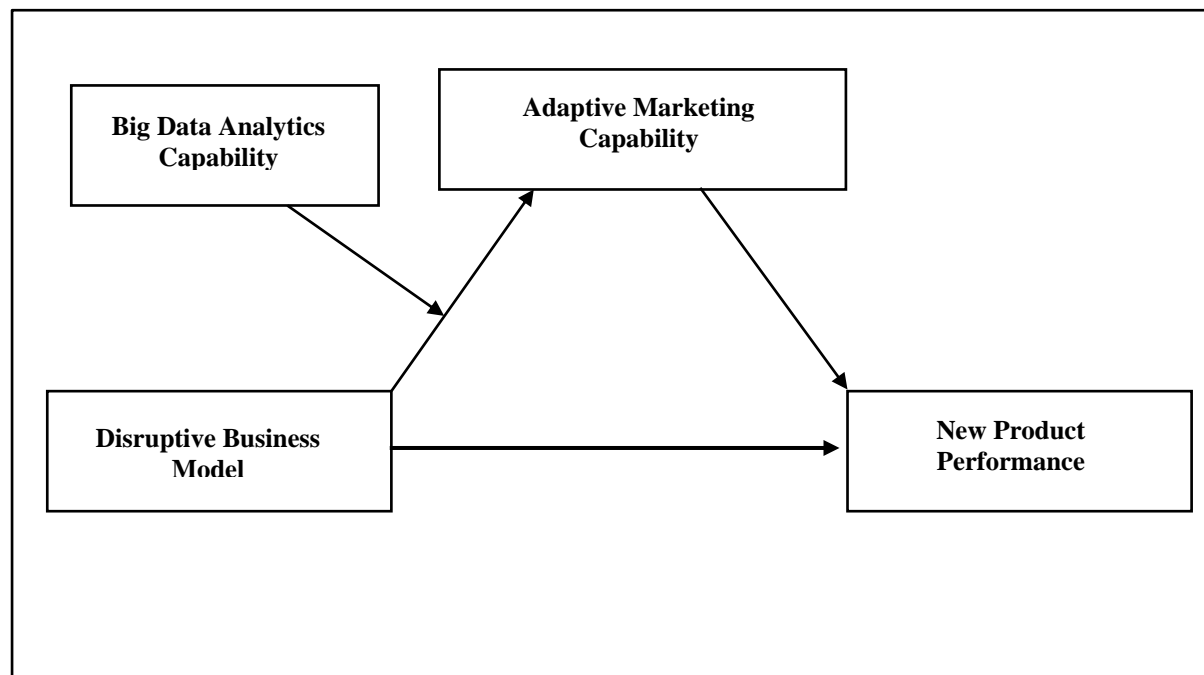 Big Data Analytics
Capability
Adaptive Marketing
Capability
Disruptive Business
Model
New Product
Performance